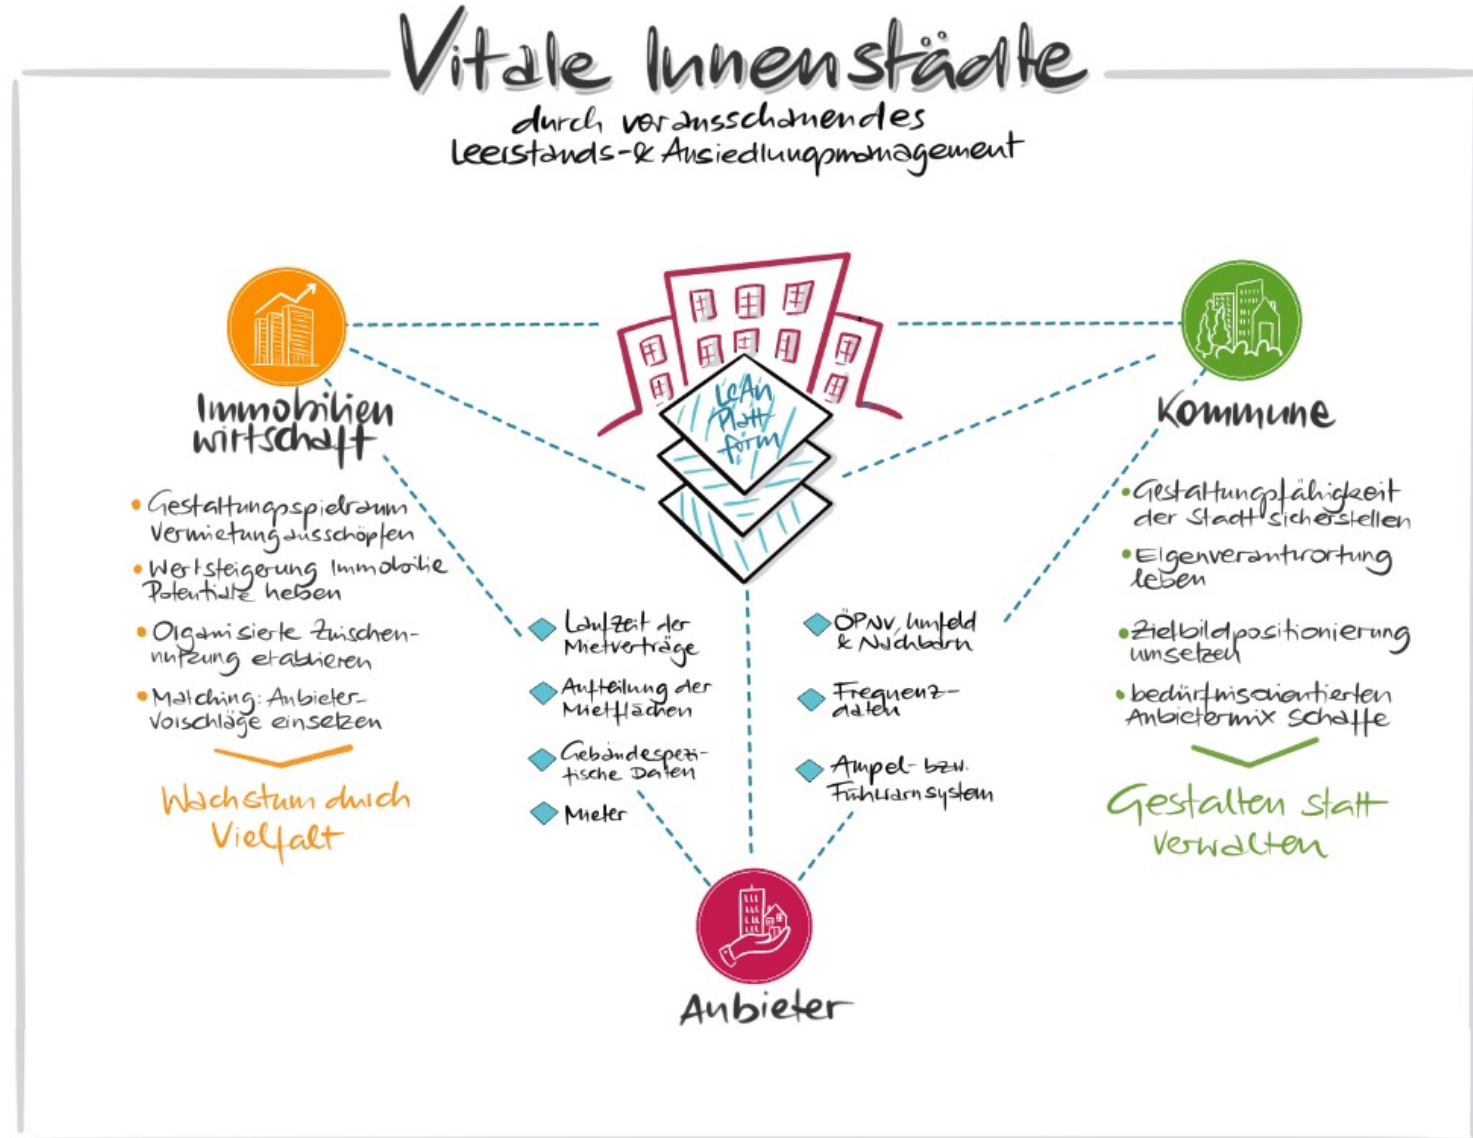 Vitale Innenstädte
durch vorausschauendes
Leerstands-& Ansiedlungsmanagement
LeAn
Platt
form
Immobilien
wirtschaft
• Gestaltungsspielraum
Vermietung ausschöpfen
• Wertsteigerung Immobilie
Potentiale heben
• Organisierte Zwischen-
nutzung etablieren
• Matching: Anbieter-
vorschläge einsetzen
Wachstum durch
Vielfalt
Laufzeit der
Mietverträge
Aufteilung der
Mietflächen
Gebäudespezi-
fische Daten
Mieter
ÖPNV, Umfeld
& Nachbarn
Frequenz-
daten
Ampel- bzw.
Frühwarnsystem
Kommune
• Gestaltungsfähigkeit
der Stadt sicherstellen
• Eigenverantwortung
leben
• Zielbildpositionierung
umsetzen
• bedürfnisorientierten
Anbietermix schaffe
Gestalten statt
verwalten
Anbieter